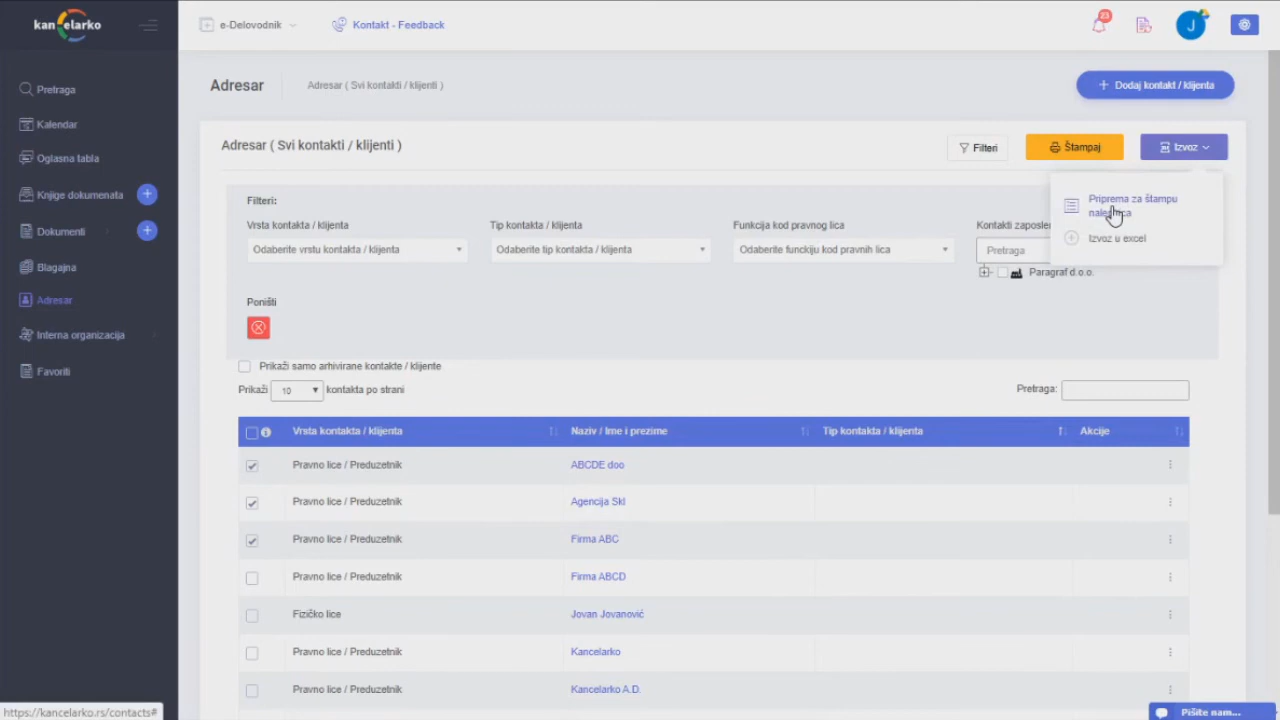 kancelarko
e-Delovodnik
Kontakt - Feedback
23
J
Pretraga
Kalendar
Oglasna tabla
Knjige dokumenata
Dokumenti
Blagajna
Adresar
Interna organizacija
Favoriti
Adresar
Adresar ( Svi kontakti / klijenti )
Dodaj kontakt / klijenta
Adresar ( Svi kontakti / klijenti )
Filteri
Štampaj
Izvoz
Priprema za štampu
nalepnica
Izvoz u excel
Filteri:
Vrsta kontakta / klijenta
Tip kontakta / klijenta
Funkcija kod pravnog lica
Kontakti zaposlen
Odaberite vrstu kontakta / klijenta
Odaberite tip kontakta / klijenta
Odaberite funckiju kod pravnih lica
Pretraga
Paragraf d.o.o.
Poništi
Prikaži samo arhivirane kontakte / klijente
Prikaži 10 kontakta po strani
Pretraga:
Vrsta kontakta / klijenta Naziv / Ime i prezime Tip kontakta / klijenta Akcije
Pravno lice / Preduzetnik ABCDE doo
Pravno lice / Preduzetnik Agencija Skl
Pravno lice / Preduzetnik Firma ABC
Pravno lice / Preduzetnik Firma ABCD
Fizičko lice Jovan Jovanović
Pravno lice / Preduzetnik Kancelarko
Pravno lice / Preduzetnik Kancelarko A.D.
https://kancelarko.rs/contacts#
Pišite nam...